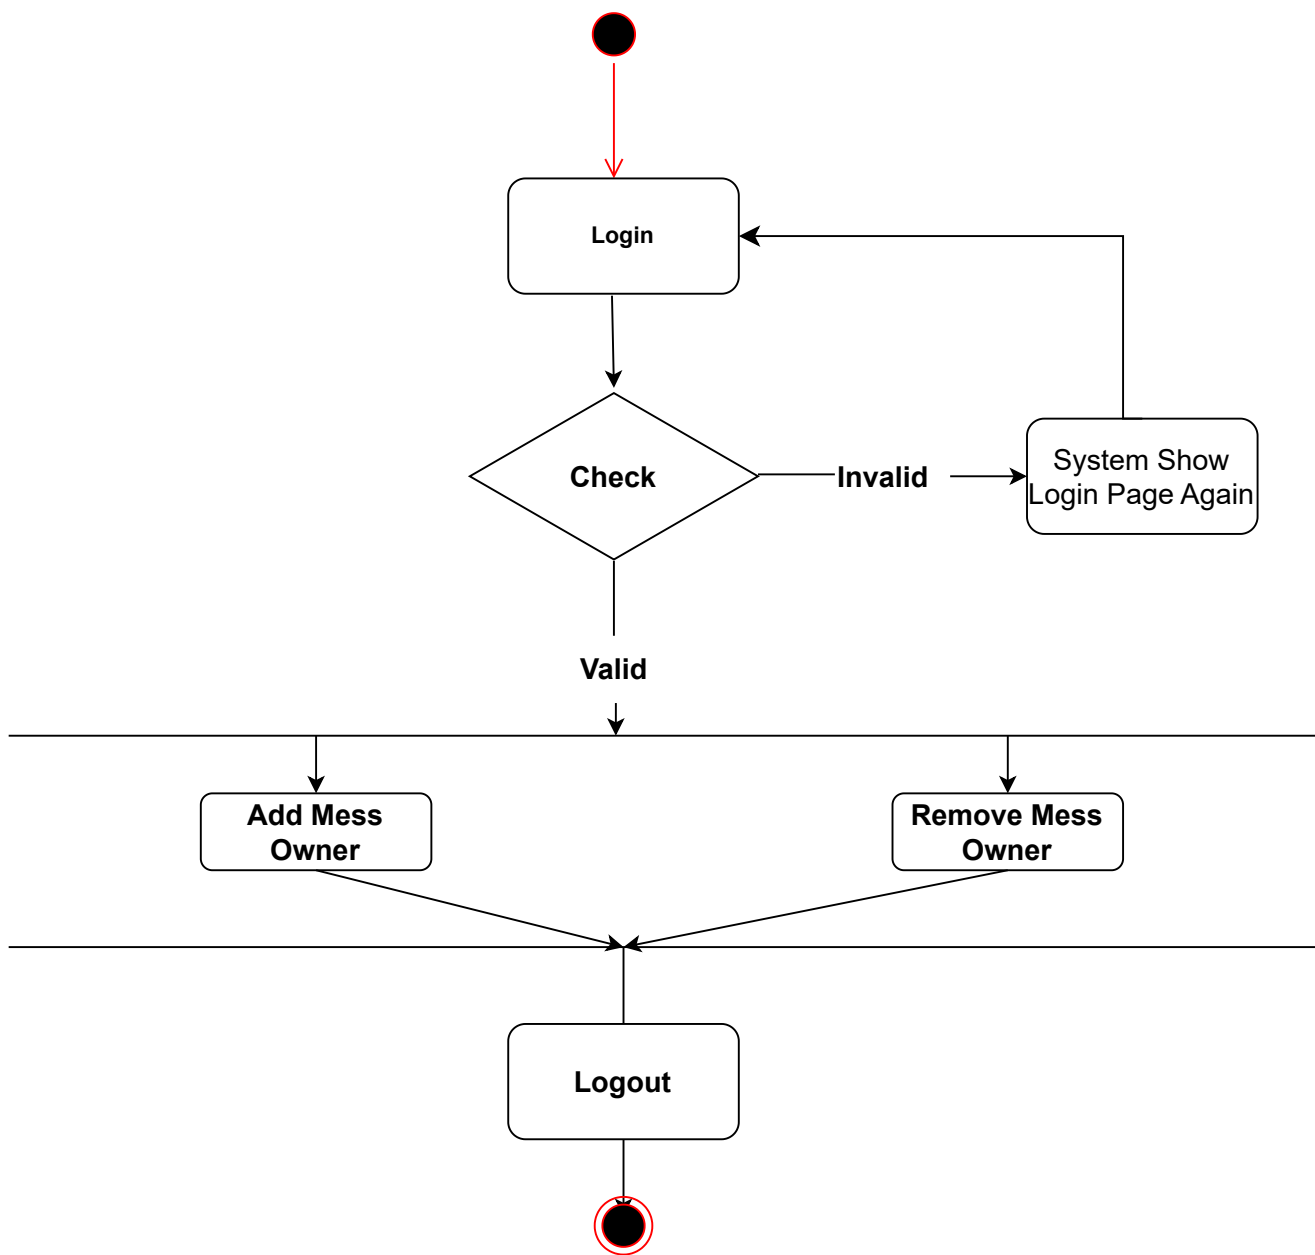 Login
Check
Invalid
System Show
Login Page Again
Valid
Add Mess
Owner
Remove Mess
Owner
Logout